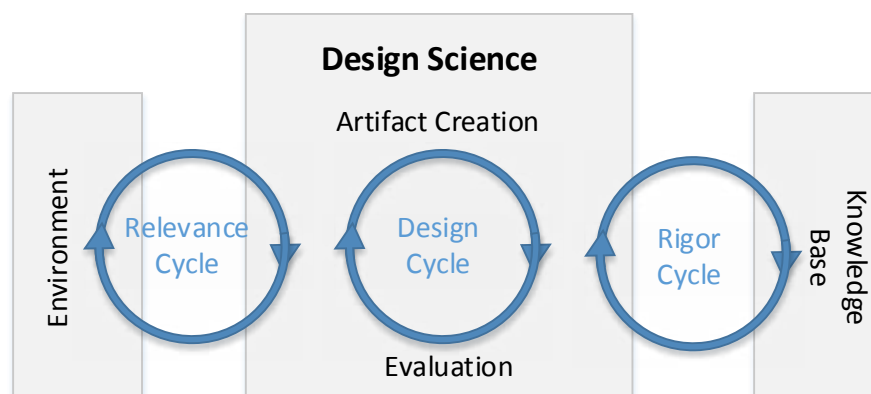 Design Science
Artifact Creation
Environment
Relevance
Cycle
Design
Cycle
Rigor
Cycle
Knowledge
Base
Evaluation